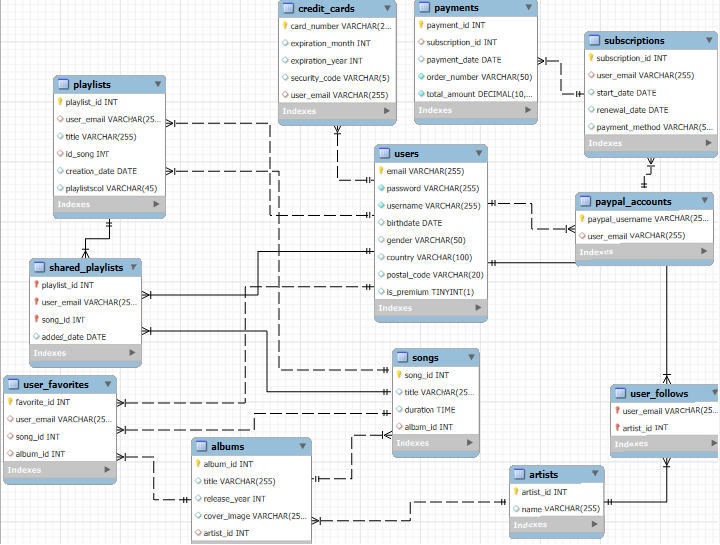 credit_cards
card_number VARCHAR(2...
expiration_month INT
expiration_year INT
security_code VARCHAR(5)
user_email VARCHAR(255)
Indexes
payments
payment_id INT
subscription_id INT
payment_date DATE
order_number VARCHAR(50)
total_amount DECIMAL(10,...
Indexes
subscriptions
subscription_id INT
user_email VARCHAR(255)
start_date DATE
renewal_date DATE
payment_method VARCHAR(5...
Indexes
playlists
playlist_id INT
user_email VARCHAR(25...
title VARCHAR(255)
id_song INT
creation_date DATE
playlistscol VARCHAR(45)
Indexes
users
email VARCHAR(255)
password VARCHAR(255)
username VARCHAR(255)
birthdate DATE
gender VARCHAR(50)
country VARCHAR(100)
postal_code VARCHAR(20)
is_premium TINYINT(1)
Indexes
paypal_accounts
paypal_username VARCHAR(25...
user_email VARCHAR(255)
Indexes
shared_playlists
playlist_id INT
user_email VARCHAR(25...
song_id INT
added_date DATE
Indexes
songs
song_id INT
title VARCHAR(25...
duration TIME
album_id INT
Indexes
user_favorites
favorite_id INT
user_email VARCHAR(25...
song_id INT
album_id INT
Indexes
user_follows
user_email VARCHAR(25...
artist_id INT
Indexes
albums
album_id INT
title VARCHAR(255)
release_year INT
cover_image VARCHAR(25...
artist_id INT
artists
artist_id INT
name VARCHAR(255)
Indexes